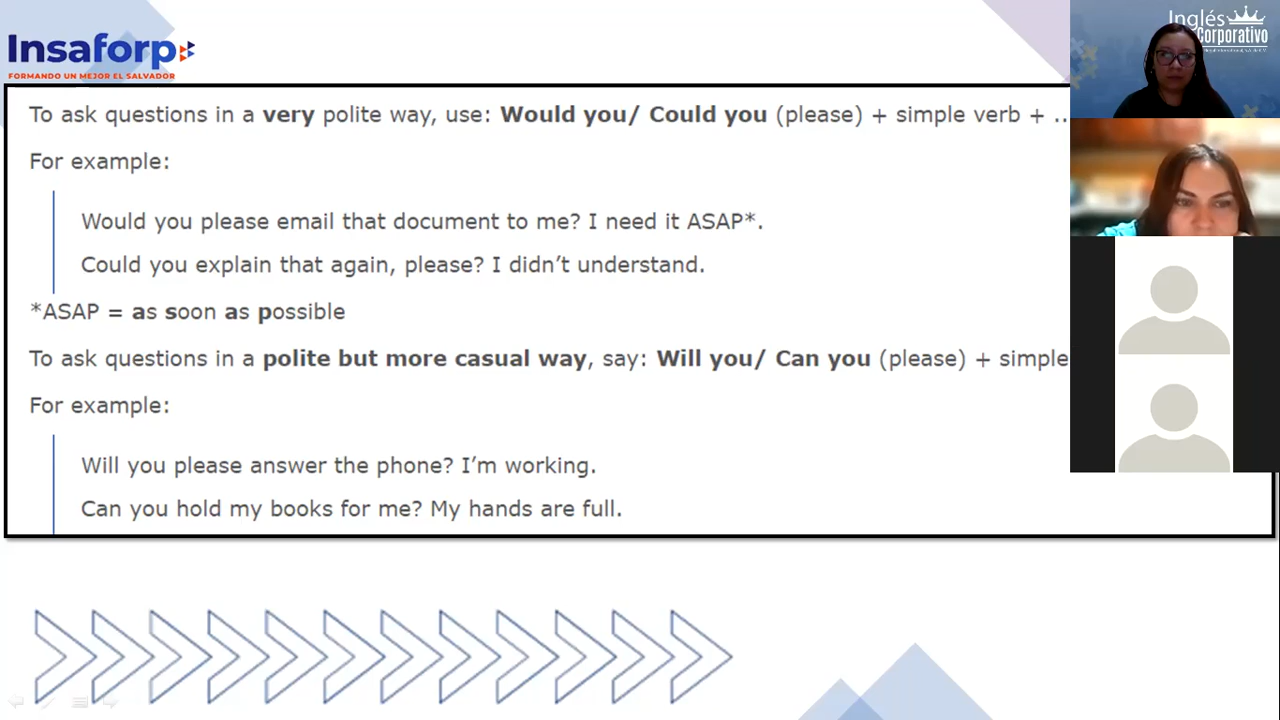 Insaforp
FORMANDO UN MEJOR EL SALVADOR
Inglés
Corporativo
To ask questions in a very polite way, use: Would you/ Could you (please) + simple verb + ..
For example:
Would you please email that document to me? I need it ASAP*.
Could you explain that again, please? I didn’t understand.
*ASAP = as soon as possible
To ask questions in a polite but more casual way, say: Will you/ Can you (please) + simple
For example:
Will you please answer the phone? I’m working.
Can you hold my books for me? My hands are full.